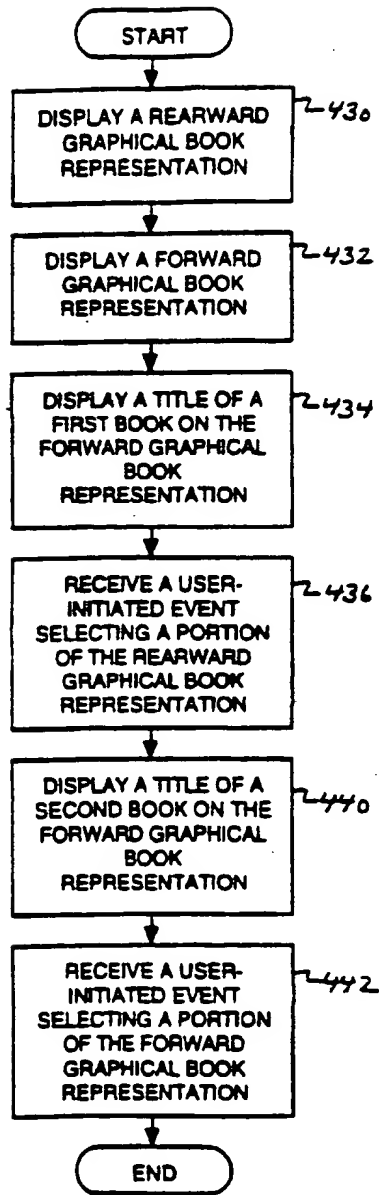 START
DISPLAY A REARWARD
GRAPHICAL BOOK
REPRESENTATION
430
DISPLAY A FORWARD
GRAPHICAL BOOK
REPRESENTATION
432
DISPLAY A TITLE OF A
FIRST BOOK ON THE
FORWARD GRAPHICAL
BOOK
REPRESENTATION
434
RECEIVE A USER-
INITIATED EVENT
SELECTING A PORTION
OF THE REARWARD
GRAPHICAL BOOK
REPRESENTATION
436
DISPLAY A TITLE OF A
SECOND BOOK ON THE
FORWARD GRAPHICAL
BOOK
REPRESENTATION
440
RECEIVE A USER-
INITIATED EVENT
SELECTING A PORTION
OF THE FORWARD
GRAPHICAL BOOK
REPRESENTATION
442
END